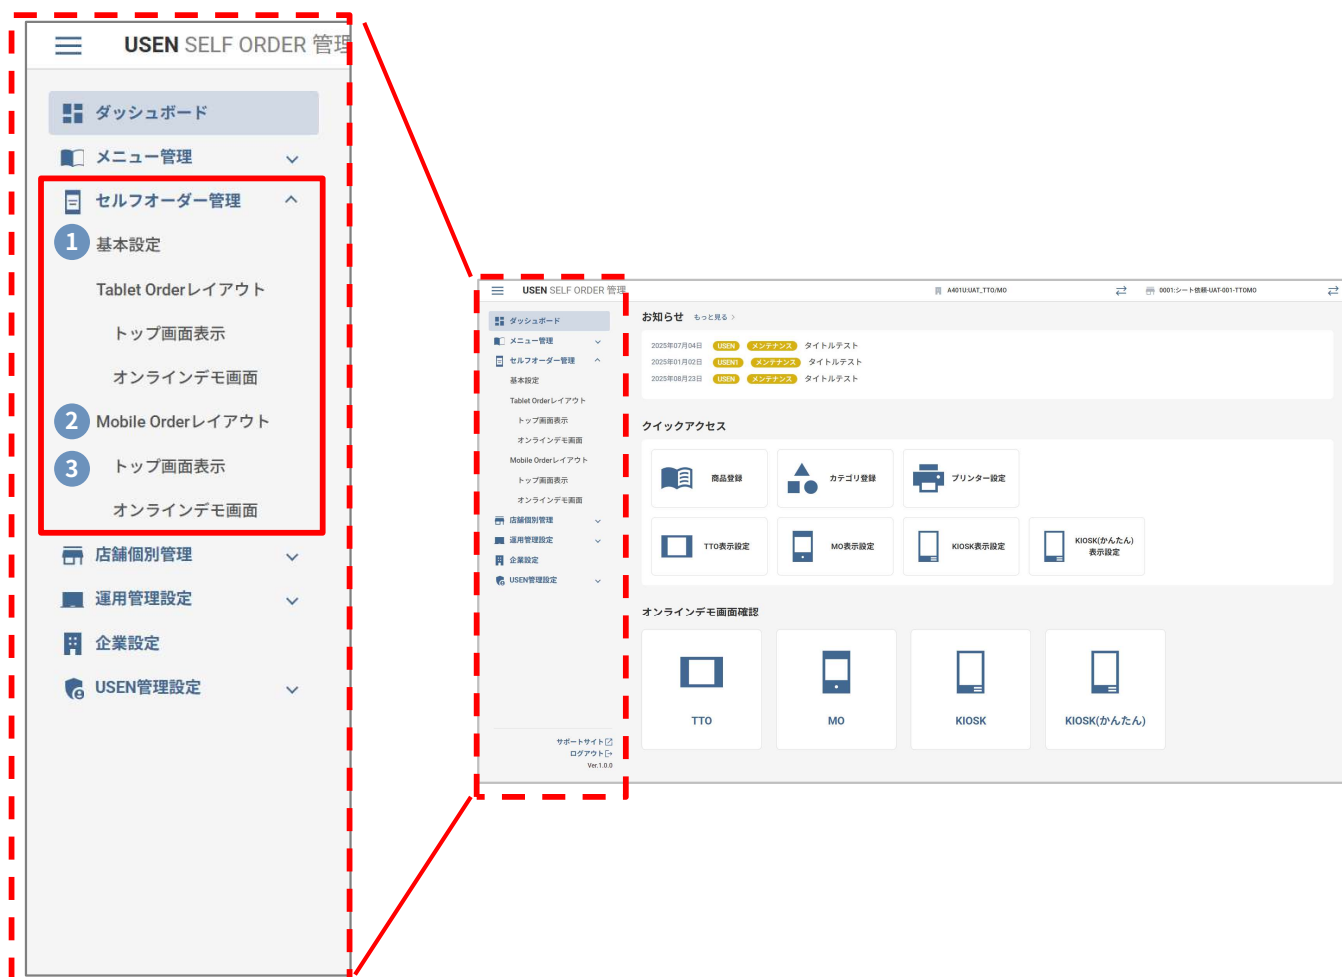 USEN SELF ORDER 管理
ダッシュボード
メニュー管理
セルフオーダー管理
1 基本設定
Tablet Orderレイアウト
トップ画面表示
オンラインデモ画面
2 Mobile Orderレイアウト
3 トップ画面表示
オンラインデモ画面
店舗個別管理
運用管理設定
企業設定
USEN管理設定
USEN SELF ORDER 管理
A401U:UAT_TTO/MO
0001:シート依頼-UAT-001-TTOMO
ダッシュボード
メニュー管理
セルフオーダー管理
基本設定
Tablet Orderレイアウト
トップ画面表示
オンラインデモ画面
Mobile Orderレイアウト
トップ画面表示
オンラインデモ画面
店舗個別管理
運用管理設定
企業設定
USEN管理設定
サポートサイト
ログアウト
Ver.1.0.0
お知らせ もっと見る
2025年07月04日 USEN メンテナンス タイトルテスト
2025年01月02日 USEN1 メンテナンス タイトルテスト
2025年08月23日 USEN メンテナンス タイトルテスト
クイックアクセス
商品登録
カテゴリ登録
プリンター設定
TTO表示設定
MO表示設定
KIOSK表示設定
KIOSK(かんたん)
表示設定
オンラインデモ画面確認
TTO
MO
KIOSK
KIOSK(かんたん)